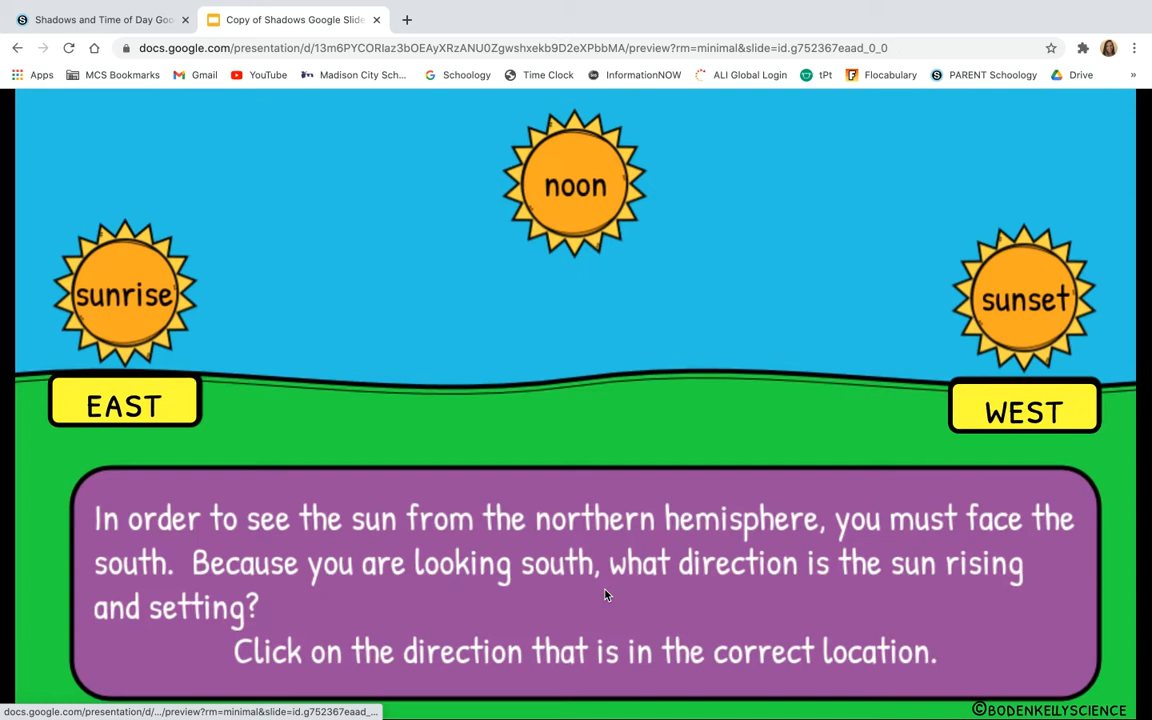 Shadows and Time of Day Goo
Copy of Shadows Google Slide
docs.google.com/presentation/d/13m6PYCORlaz3bOEAyXRzANU0Zgwshxekb9D2eXPbbMA/preview?rm=minimal&slide=id.g752367eaad_0_0
Apps MCS Bookmarks Gmail YouTube Madison City Sch... Schoology Time Clock InformationNOW ALI Global Login tPt Flocabulary PARENT Schoology Drive »
noon
sunrise
sunset
EAST
WEST
In order to see the sun from the northern hemisphere, you must face the
south. Because you are looking south, what direction is the sun rising
and setting?
Click on the direction that is in the correct location.
docs.google.com/presentation/d/.../preview?rm=minimal&slide=id.g752367eaad_...
©BODENKELLYSCIENCE